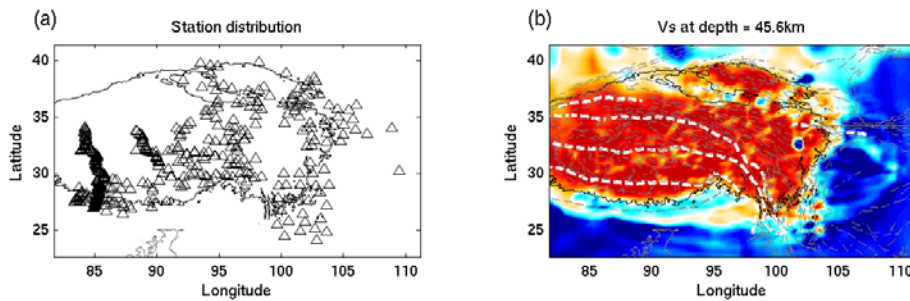 (a)
Station distribution
40
35
30
25
Latitude
85 90 95 100 105 110
Longitude
(b)
Vs at depth = 45.6km
40
35
30
25
Latitude
85 90 95 100 105 110
Longitude